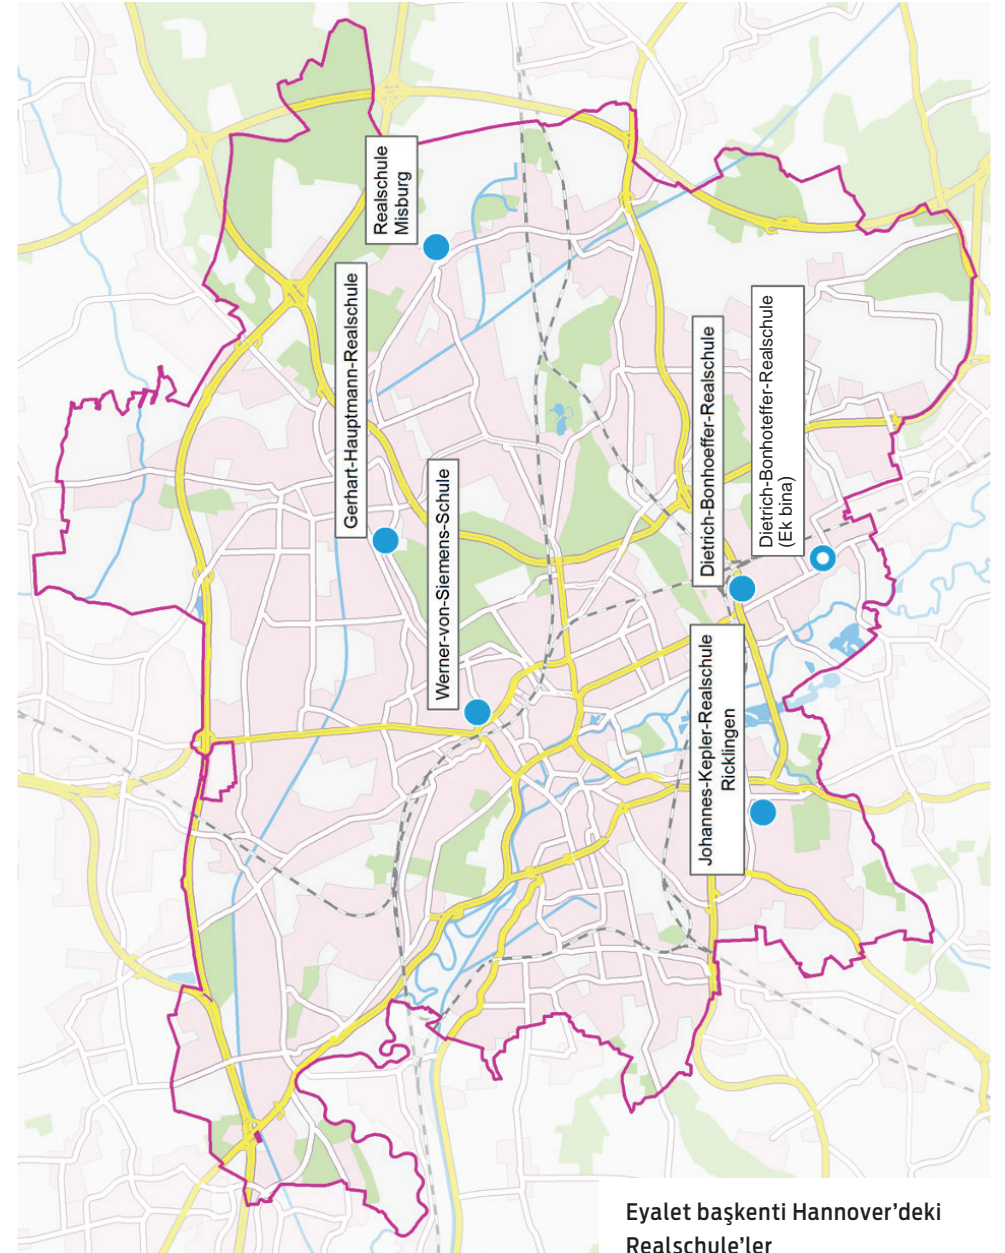 Realschule
Misburg
Gerhart-Hauptmann-Realschule
Werner-von-Siemens-Schule
Dietrich-Bonhoeffer-Realschule
Dietrich-Bonhoteffer-Realschule
(Ek bina)
Johannes-Kepler-Realschule
Ricklingen
Eyalet başkenti Hannover’deki
Realschule’ler